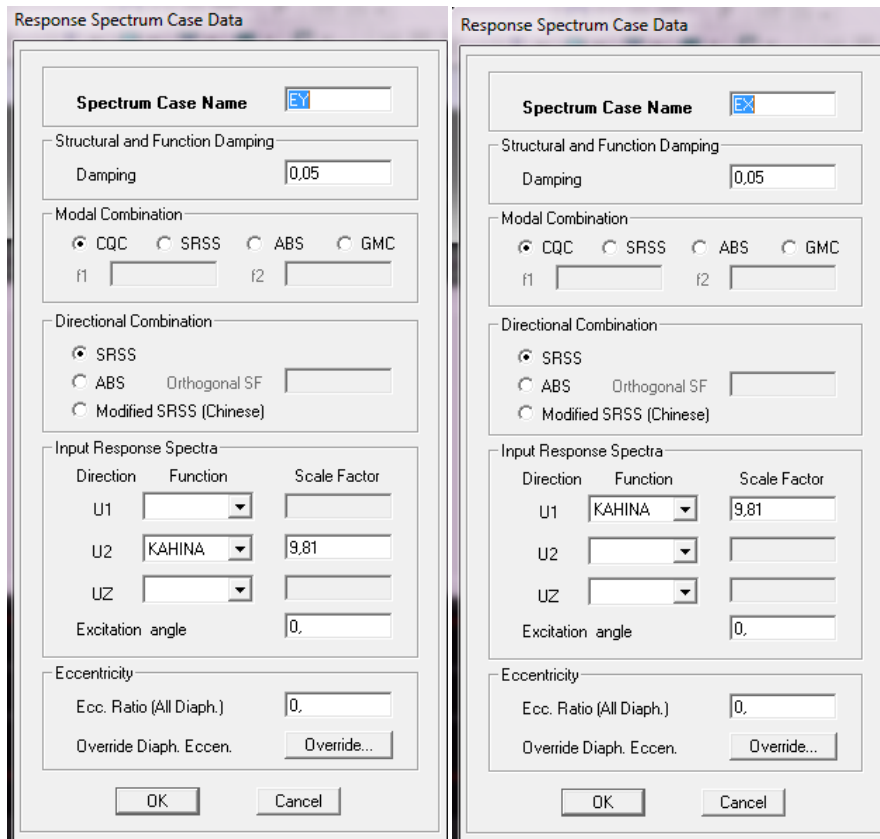 Response Spectrum Case Data
Spectrum Case Name EY
Structural and Function Damping
Damping 0,05
Modal Combination
CQC SRSS ABS GMC
f1 f2
Directional Combination
SRSS
ABS Orthogonal SF
Modified SRSS (Chinese)
Input Response Spectra
Direction Function Scale Factor
U1
U2 KAHINA 9,81
UZ
Excitation angle 0,
Eccentricity
Ecc. Ratio (All Diaph.) 0,
Override Diaph. Eccen. Override...
OK Cancel
Response Spectrum Case Data
Spectrum Case Name EX
Structural and Function Damping
Damping 0,05
Modal Combination
CQC SRSS ABS GMC
f1 f2
Directional Combination
SRSS
ABS Orthogonal SF
Modified SRSS (Chinese)
Input Response Spectra
Direction Function Scale Factor
U1 KAHINA 9,81
U2
UZ
Excitation angle 0,
Eccentricity
Ecc. Ratio (All Diaph.) 0,
Override Diaph. Eccen. Override...
OK Cancel